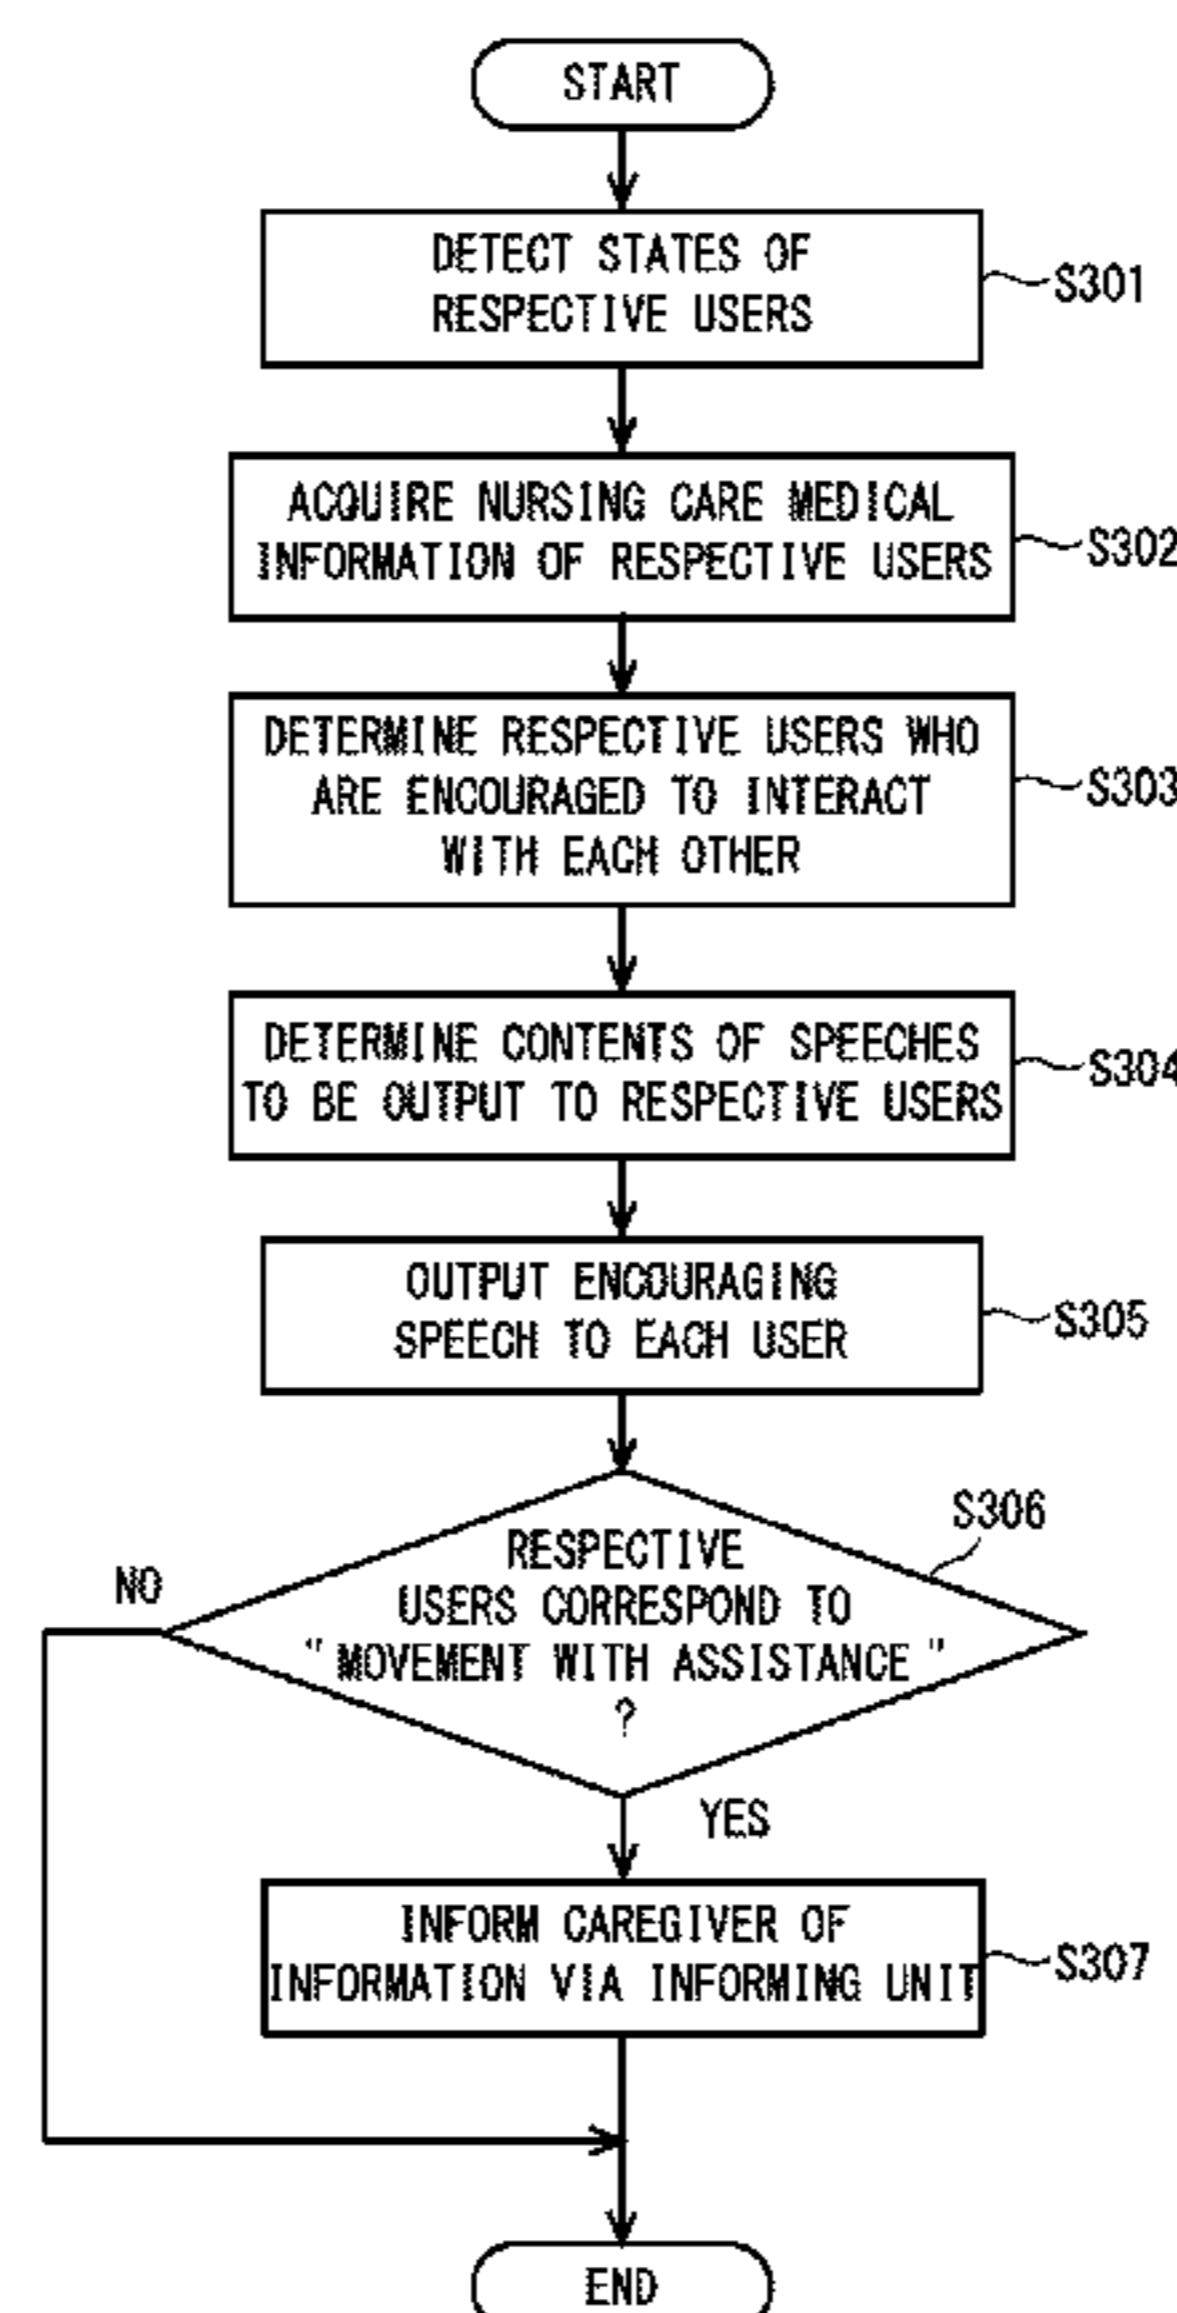 START
DETECT STATES OF
RESPECTIVE USERS
S301
ACQUIRE NURSING CARE MEDICAL
INFORMATION OF RESPECTIVE USERS
S302
DETERMINE RESPECTIVE USERS WHO
ARE ENCOURAGED TO INTERACT
WITH EACH OTHER
S303
DETERMINE CONTENTS OF SPEECHES
TO BE OUTPUT TO RESPECTIVE USERS
S304
OUTPUT ENCOURAGING
SPEECH TO EACH USER
S305
S306
RESPECTIVE
USERS CORRESPOND TO
"MOVEMENT WITH ASSISTANCE"
?
NO
YES
INFORM CAREGIVER OF
INFORMATION VIA INFORMING UNIT
S307
END